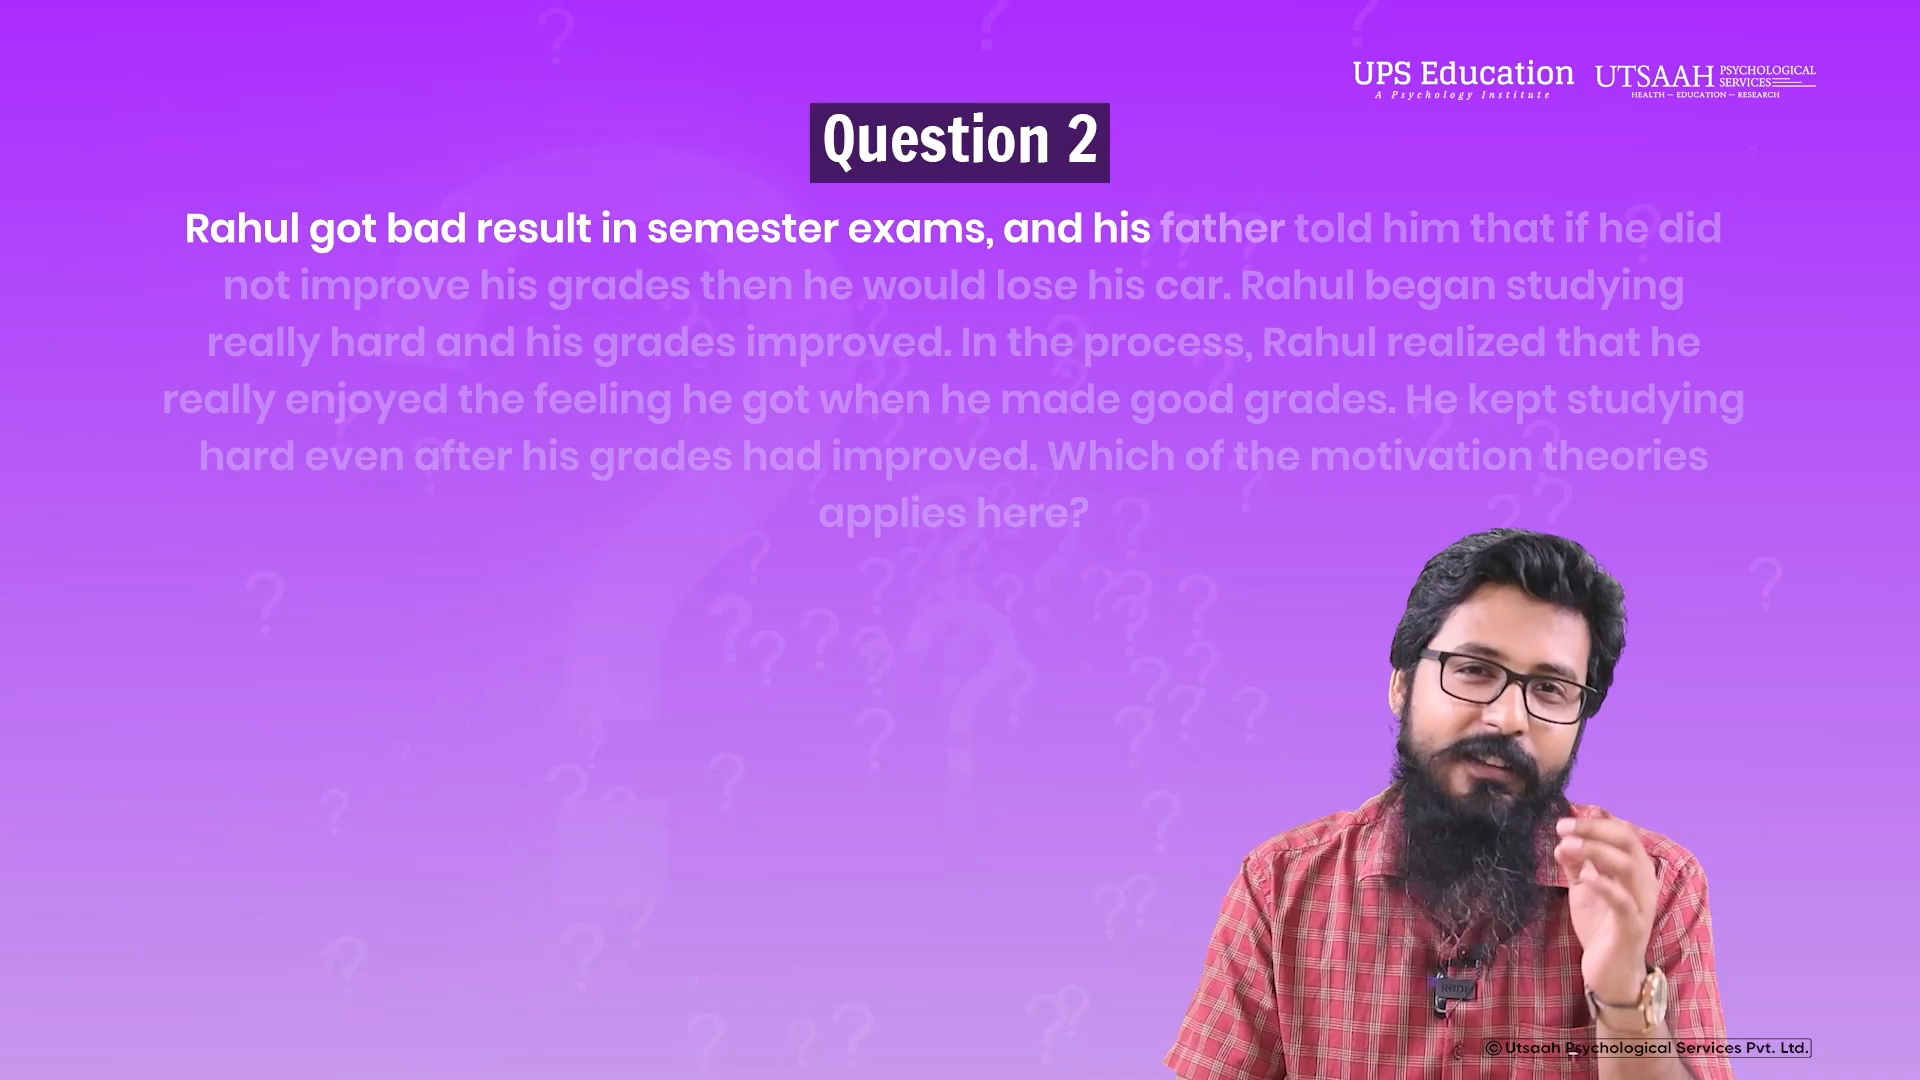 UPS Education
A Psychology Institute
UTSAAH PSYCHOLOGICAL SERVICES
HEALTH – EDUCATION – RESEARCH
Question 2
Rahul got bad result in semester exams, and his father told him that if he did
not improve his grades then he would lose his car. Rahul began studying
really hard and his grades improved. In the process, Rahul realized that he
really enjoyed the feeling he got when he made good grades. He kept studying
hard even after his grades had improved. Which of the motivation theories
applies here?
RØDE
© Utsaah Psychological Services Pvt. Ltd.